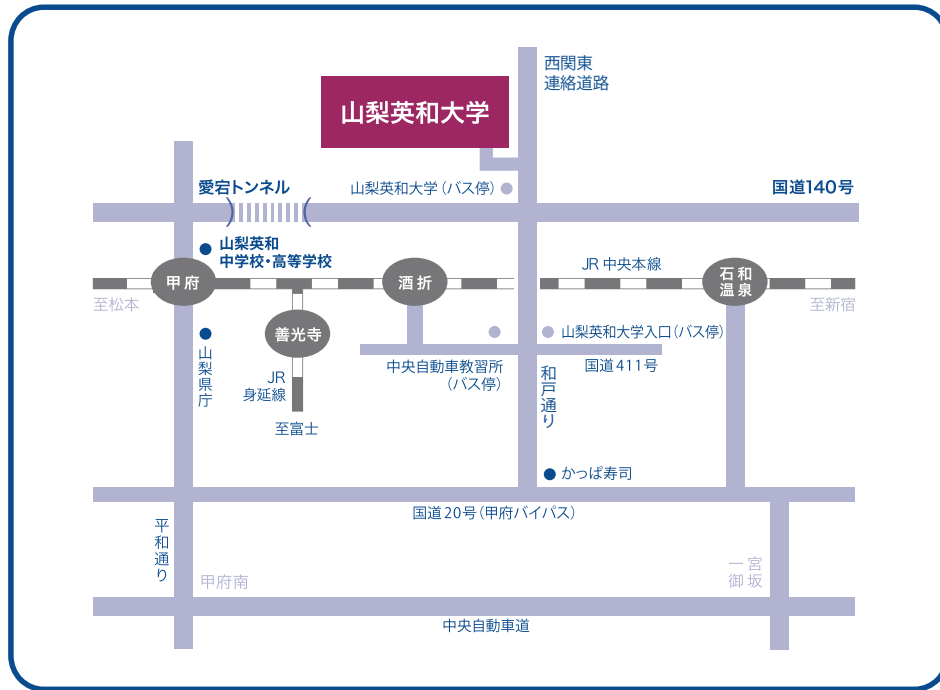 西関東
連絡道路
山梨英和大学
愛宕トンネル
山梨英和大学（バス停）
国道140号
山梨英和
中学校・高等学校
甲府
酒折
JR 中央本線
石和
温泉
至松本
至新宿
善光寺
山梨英和大学入口（バス停）
山梨県庁
中央自動車教習所
（バス停）
国道411号
JR
身延線
和戸通り
至富士
かっぱ寿司
国道20号（甲府バイパス）
平和通り
甲府南
一宮
御坂
中央自動車道